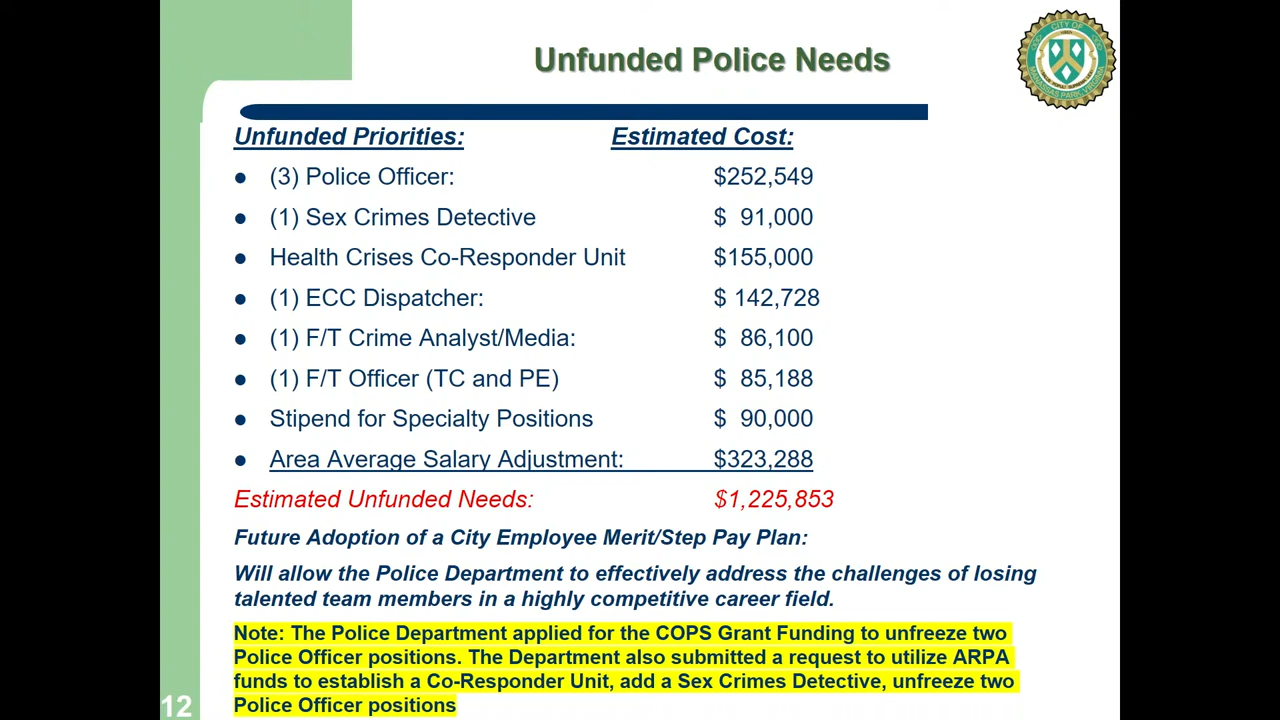 Unfunded Police Needs
CITY OF
MANASSAS PARK, VIRGINIA
Unfunded Priorities: Estimated Cost:
● (3) Police Officer: $252,549
● (1) Sex Crimes Detective $ 91,000
● Health Crises Co-Responder Unit $155,000
● (1) ECC Dispatcher: $ 142,728
● (1) F/T Crime Analyst/Media: $ 86,100
● (1) F/T Officer (TC and PE) $ 85,188
● Stipend for Specialty Positions $ 90,000
● Area Average Salary Adjustment: $323,288
Estimated Unfunded Needs: $1,225,853
Future Adoption of a City Employee Merit/Step Pay Plan:
Will allow the Police Department to effectively address the challenges of losing
talented team members in a highly competitive career field.
Note: The Police Department applied for the COPS Grant Funding to unfreeze two
Police Officer positions. The Department also submitted a request to utilize ARPA
funds to establish a Co-Responder Unit, add a Sex Crimes Detective, unfreeze two
Police Officer positions
12